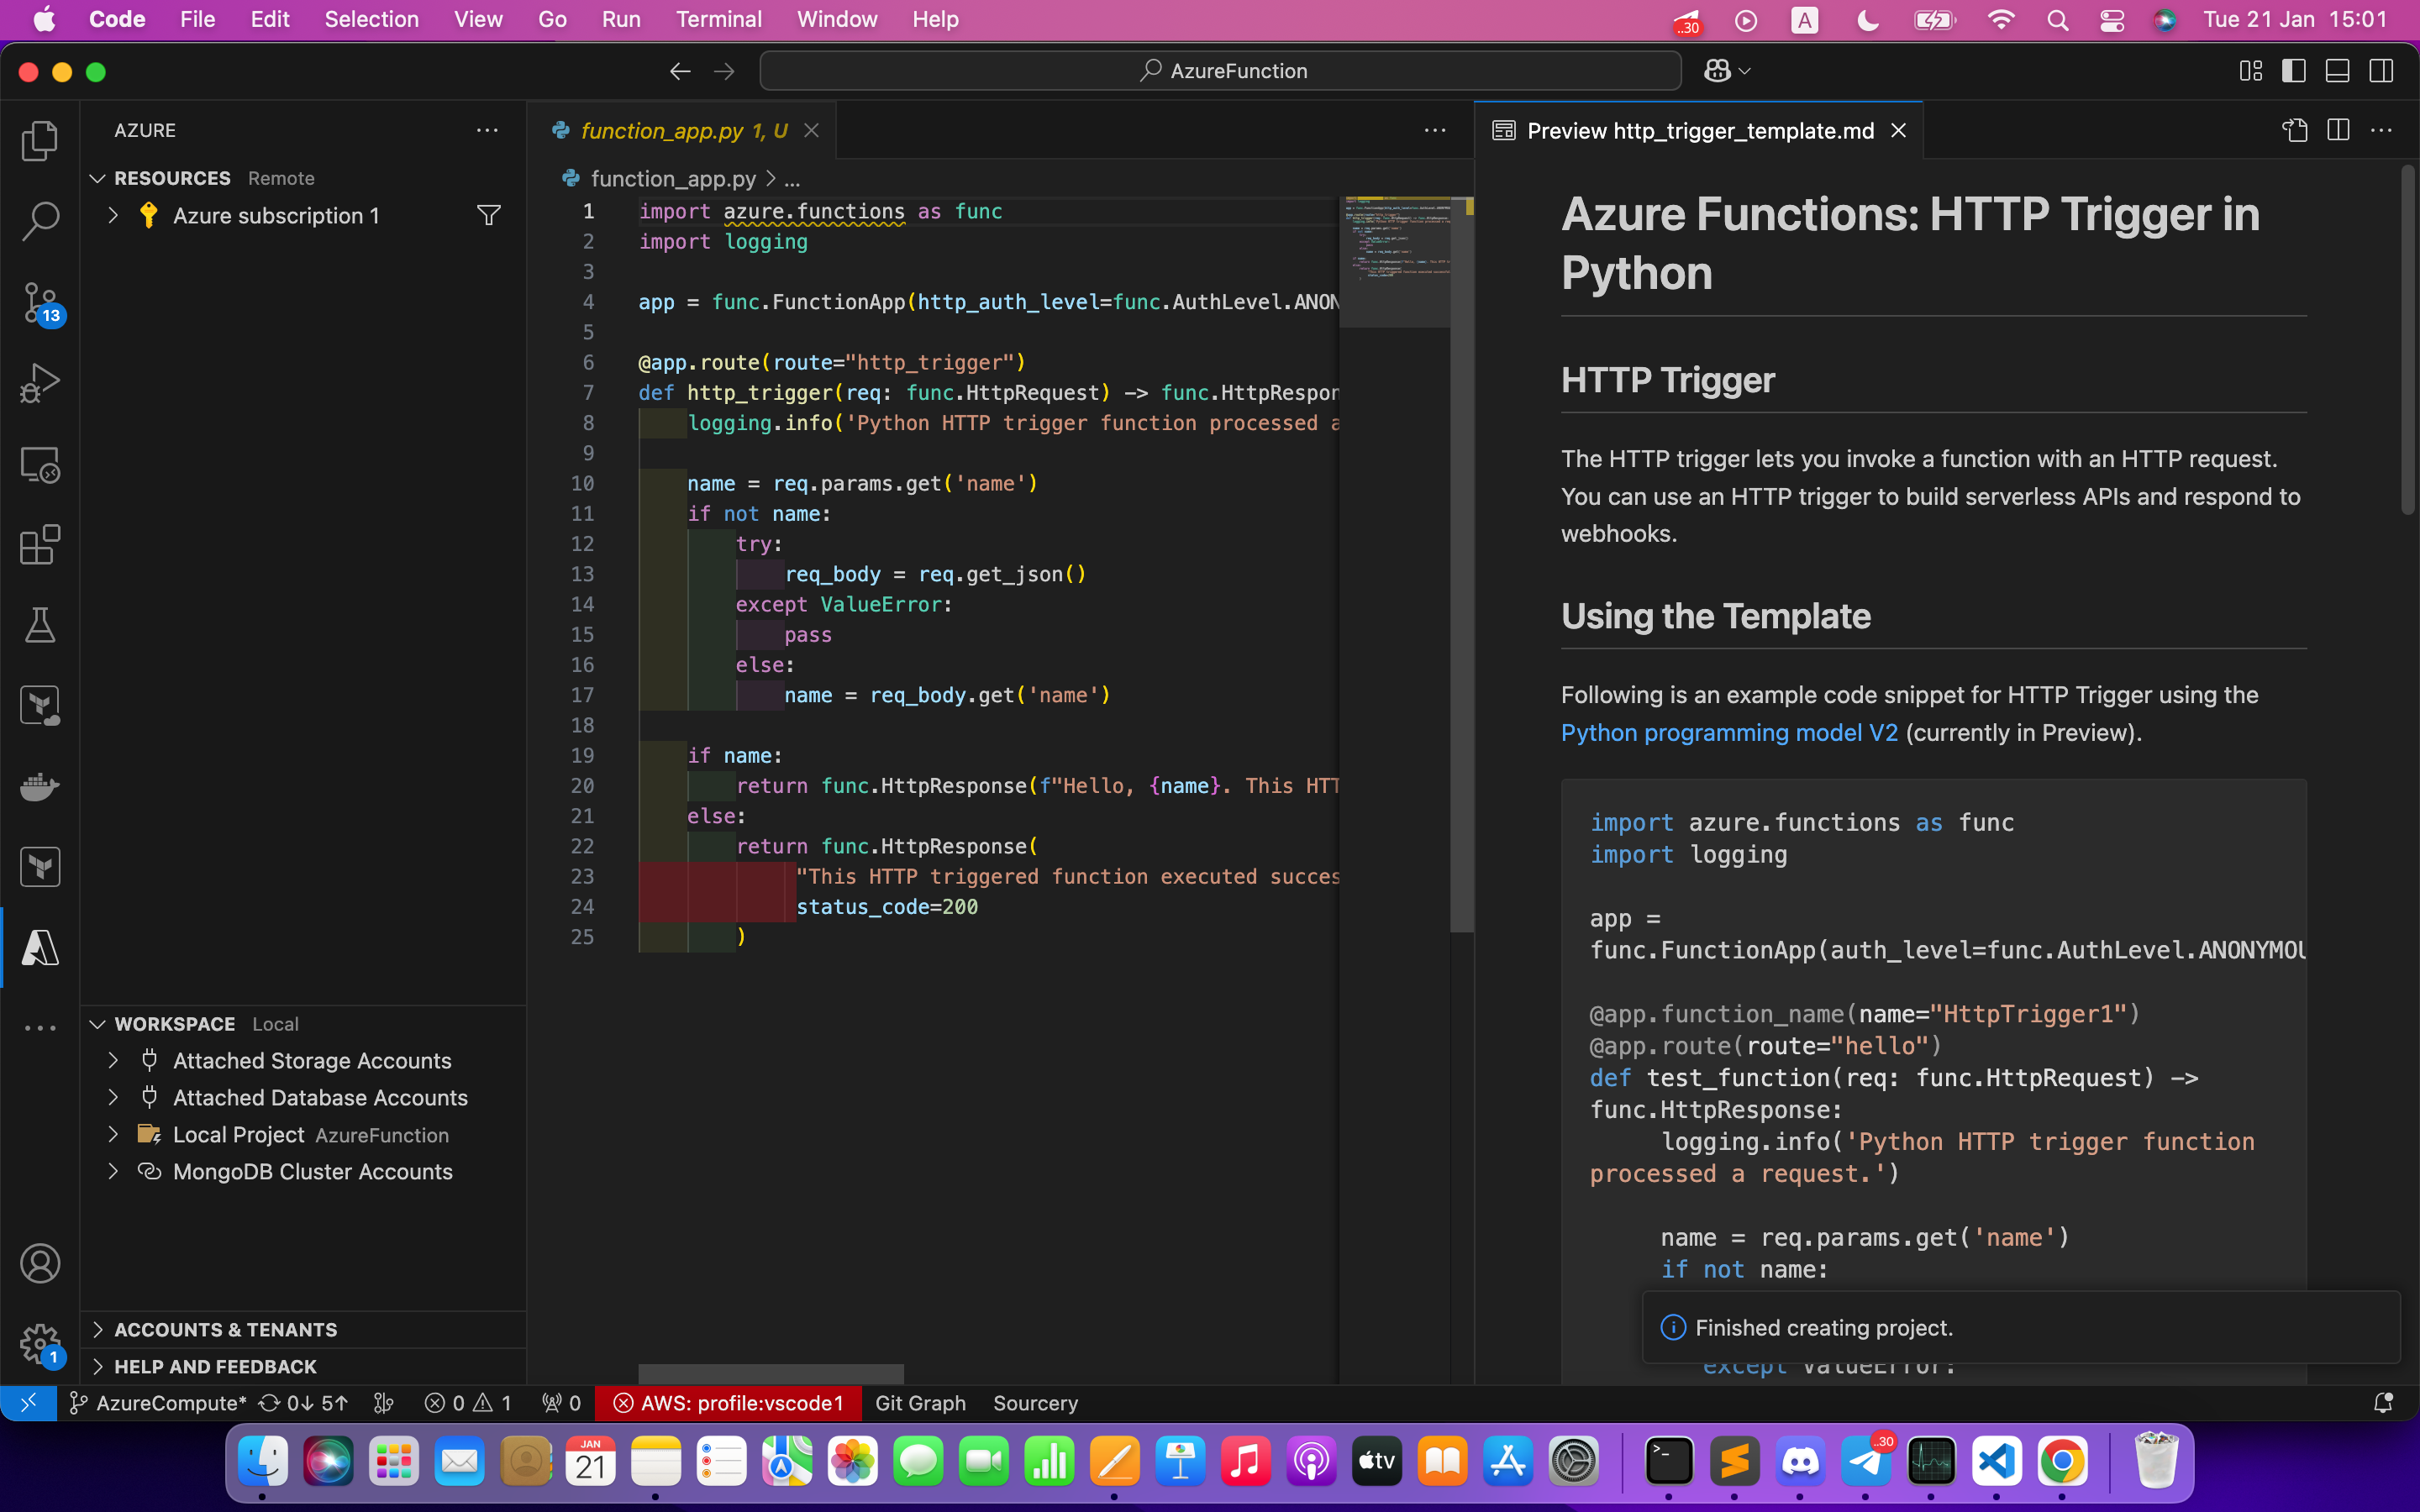 Code File Edit Selection View Go Run Terminal Window Help ..30 A Tue 21 Jan 15:01
AzureFunction
AZURE
RESOURCES Remote
Azure subscription 1
13
WORKSPACE Local
Attached Storage Accounts
Attached Database Accounts
Local Project AzureFunction
MongoDB Cluster Accounts
ACCOUNTS & TENANTS
HELP AND FEEDBACK
1
function_app.py 1, U
function_app.py > ...
1 import azure.functions as func
2 import logging
3
4 app = func.FunctionApp(http_auth_level=func.AuthLevel.ANON
5
6 @app.route(route="http_trigger")
7 def http_trigger(req: func.HttpRequest) -> func.HttpRespon
8 logging.info('Python HTTP trigger function processed a
9
10 name = req.params.get('name')
11 if not name:
12 try:
13 req_body = req.get_json()
14 except ValueError:
15 pass
16 else:
17 name = req_body.get('name')
18
19 if name:
20 return func.HttpResponse(f"Hello, {name}. This HTT
21 else:
22 return func.HttpResponse(
23 "This HTTP triggered function executed succes
24 status_code=200
25 )
Preview http_trigger_template.md
Azure Functions: HTTP Trigger in
Python
HTTP Trigger
The HTTP trigger lets you invoke a function with an HTTP request.
You can use an HTTP trigger to build serverless APIs and respond to
webhooks.
Using the Template
Following is an example code snippet for HTTP Trigger using the
Python programming model V2 (currently in Preview).
import azure.functions as func
import logging
app =
func.FunctionApp(auth_level=func.AuthLevel.ANONYMOU
@app.function_name(name="HttpTrigger1")
@app.route(route="hello")
def test_function(req: func.HttpRequest) ->
func.HttpResponse:
logging.info('Python HTTP trigger function
processed a request.')
name = req.params.get('name')
if not name:
Finished creating project.
except ValueError:
AzureCompute* 0↓ 5↑ 0 1 0 AWS: profile:vscode1 Git Graph Sourcery
JAN
21
tv
..30